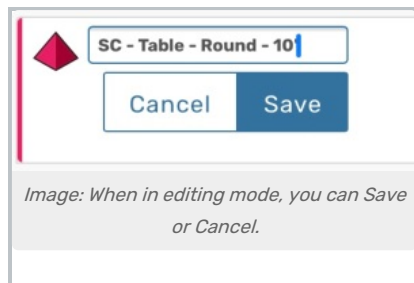 SC - Table - Round - 10'
Cancel
Save
Image: When in editing mode, you can Save
or Cancel.